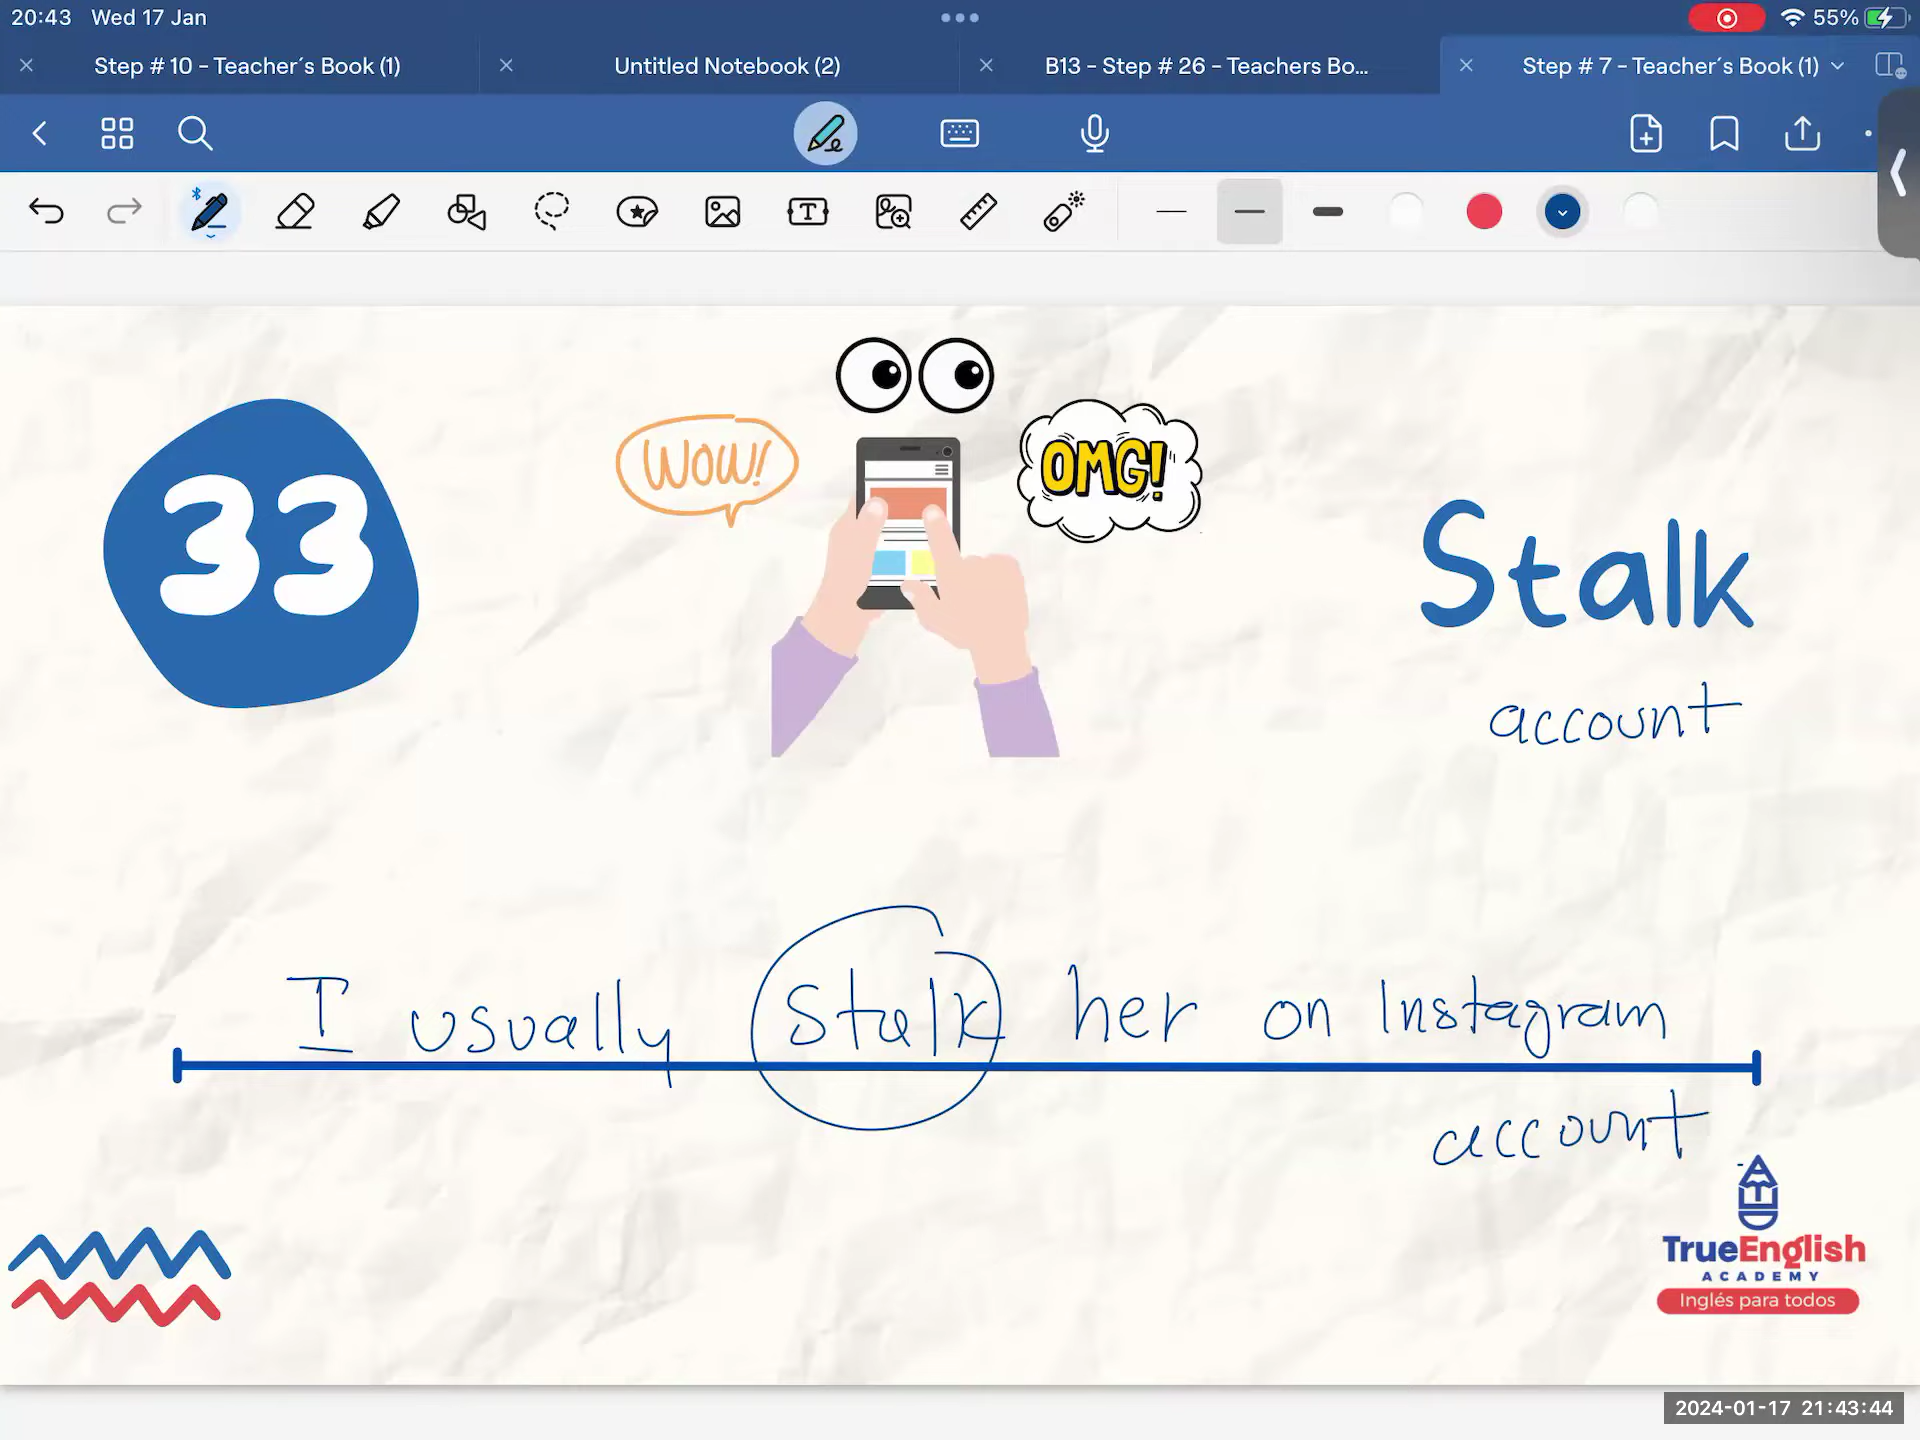 20:43 Wed 17 Jan 55%
Step # 10 - Teacher´s Book (1) Untitled Notebook (2) B13 - Step # 26 - Teachers Bo... Step # 7 - Teacher´s Book (1)
33
WOW!
OMG!
Stalk
account
I usually stalk her on Instagram
account
TrueEnglish
ACADEMY
Inglés para todos
2024-01-17 21:43:44